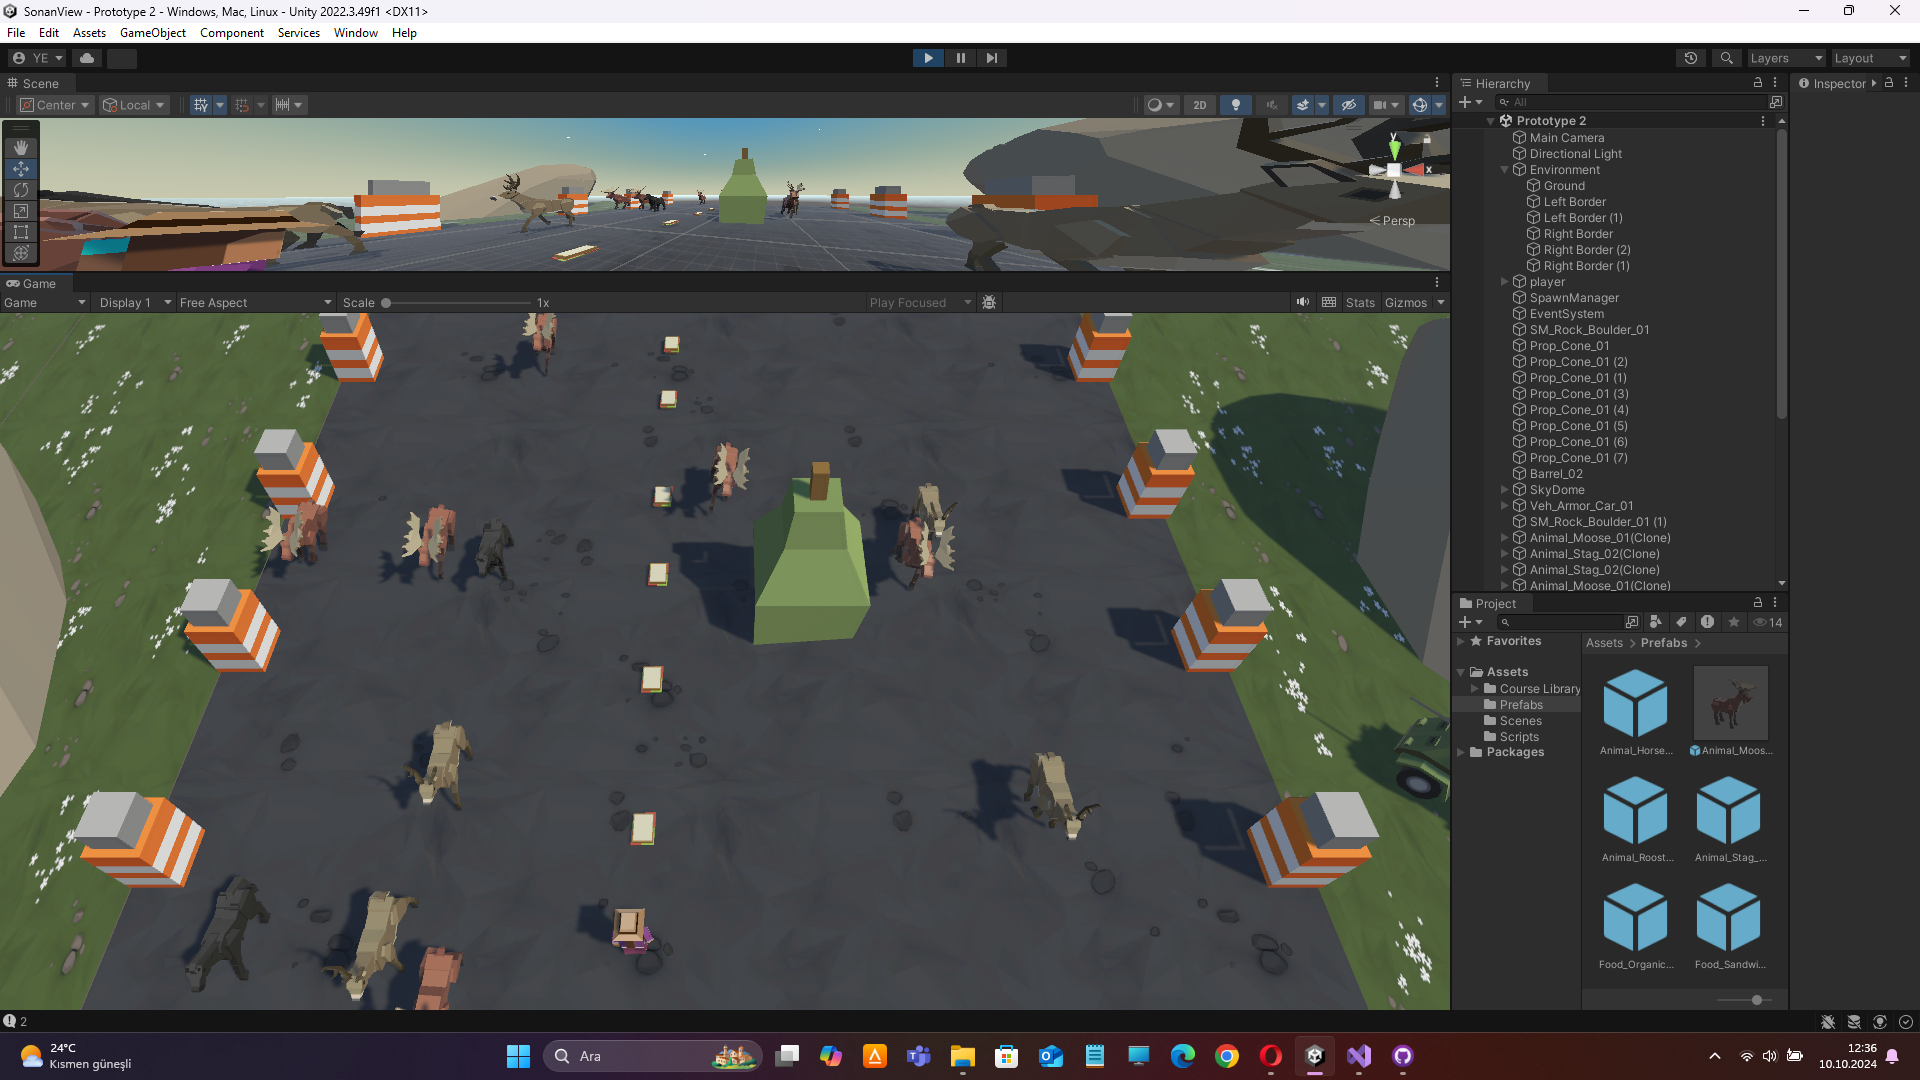 SonanView - Prototype 2 - Windows, Mac, Linux - Unity 2022.3.49f1 <DX11>
File Edit Assets GameObject Component Services Window Help
YE
Layers
Layout
Scene
Center
Local
2D
y
x
Persp
Game
Game
Display 1
Free Aspect
Scale
1x
Play Focused
Stats
Gizmos
Hierarchy
All
Prototype 2
Main Camera
Directional Light
Environment
Ground
Left Border
Left Border (1)
Right Border
Right Border (2)
Right Border (1)
player
SpawnManager
EventSystem
SM_Rock_Boulder_01
Prop_Cone_01
Prop_Cone_01 (2)
Prop_Cone_01 (1)
Prop_Cone_01 (3)
Prop_Cone_01 (4)
Prop_Cone_01 (5)
Prop_Cone_01 (6)
Prop_Cone_01 (7)
Barrel_02
SkyDome
Veh_Armor_Car_01
SM_Rock_Boulder_01 (1)
Animal_Moose_01(Clone)
Animal_Stag_02(Clone)
Animal_Stag_02(Clone)
Animal_Moose_01(Clone)
Inspector
Project
14
Favorites
Assets
Course Library
Prefabs
Scenes
Scripts
Packages
Assets > Prefabs >
Animal_Horse...
Animal_Moos...
Animal_Roost...
Animal_Stag_...
Food_Organic...
Food_Sandwi...
2
24°C
Kısmen güneşli
Ara
12:36
10.10.2024